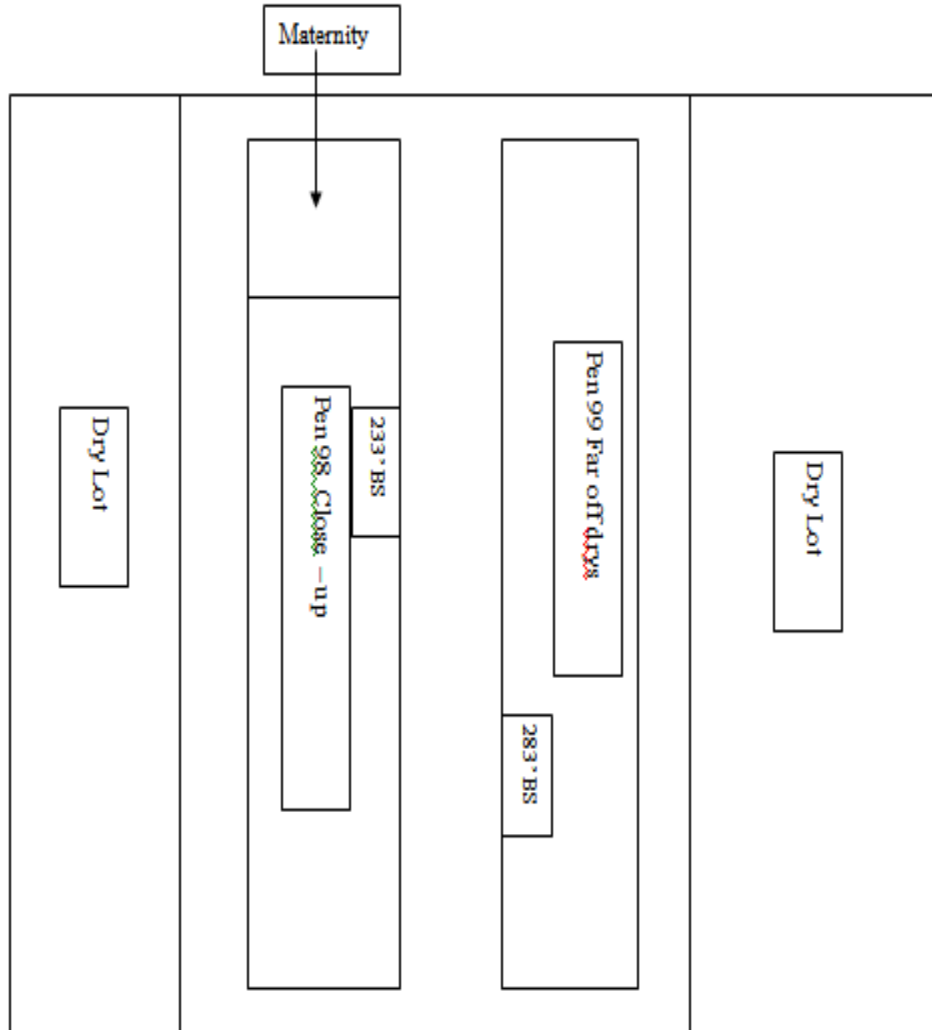 Maternity
Dry Lot
Pen 98 Close –up
233’ BS
Pen 99 Far off drys
283’ BS
Dry Lot